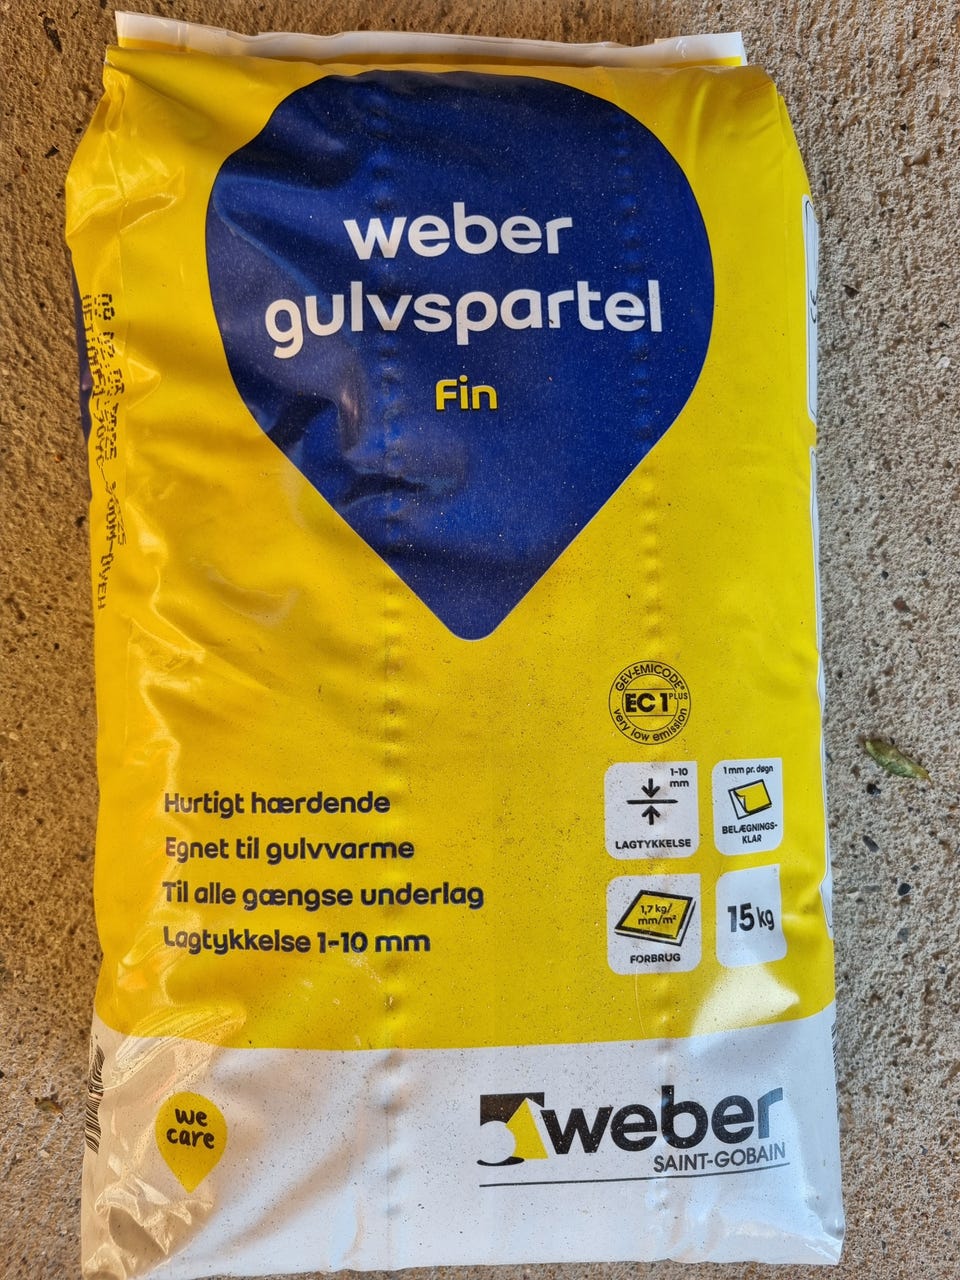 weber
gulvspartel
Fin
GEV-EMICODE®
EC 1 PLUS
very low emission
Hurtigt hærdende
Egnet til gulvvarme
Til alle gængse underlag
Lagtykkelse 1-10 mm
1-10
mm
LAGTYKKELSE
1 mm pr. døgn
BELÆGNINGS-
KLAR
1,7 kg/
mm/m²
FORBRUG
15 kg
we
care
weber
SAINT-GOBAIN